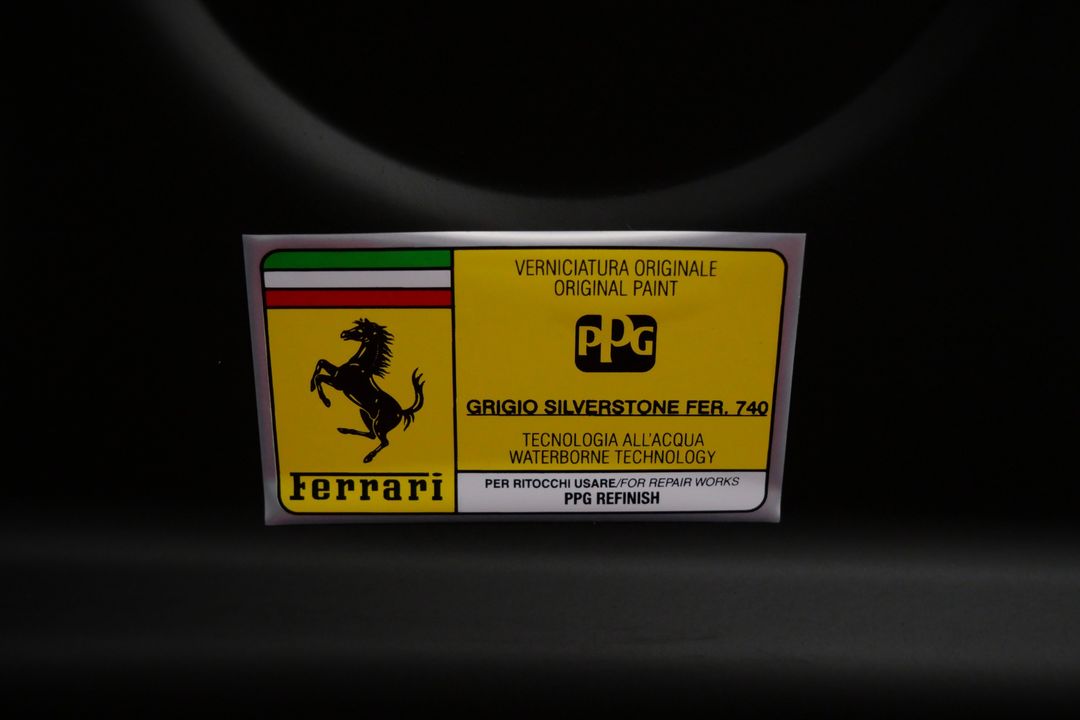 VERNICIATURA ORIGINALE
ORIGINAL PAINT
PPG
GRIGIO SILVERSTONE FER. 740
TECNOLOGIA ALL'ACQUA
WATERBORNE TECHNOLOGY
Ferrari
PER RITOCCHI USARE/FOR REPAIR WORKS
PPG REFINISH